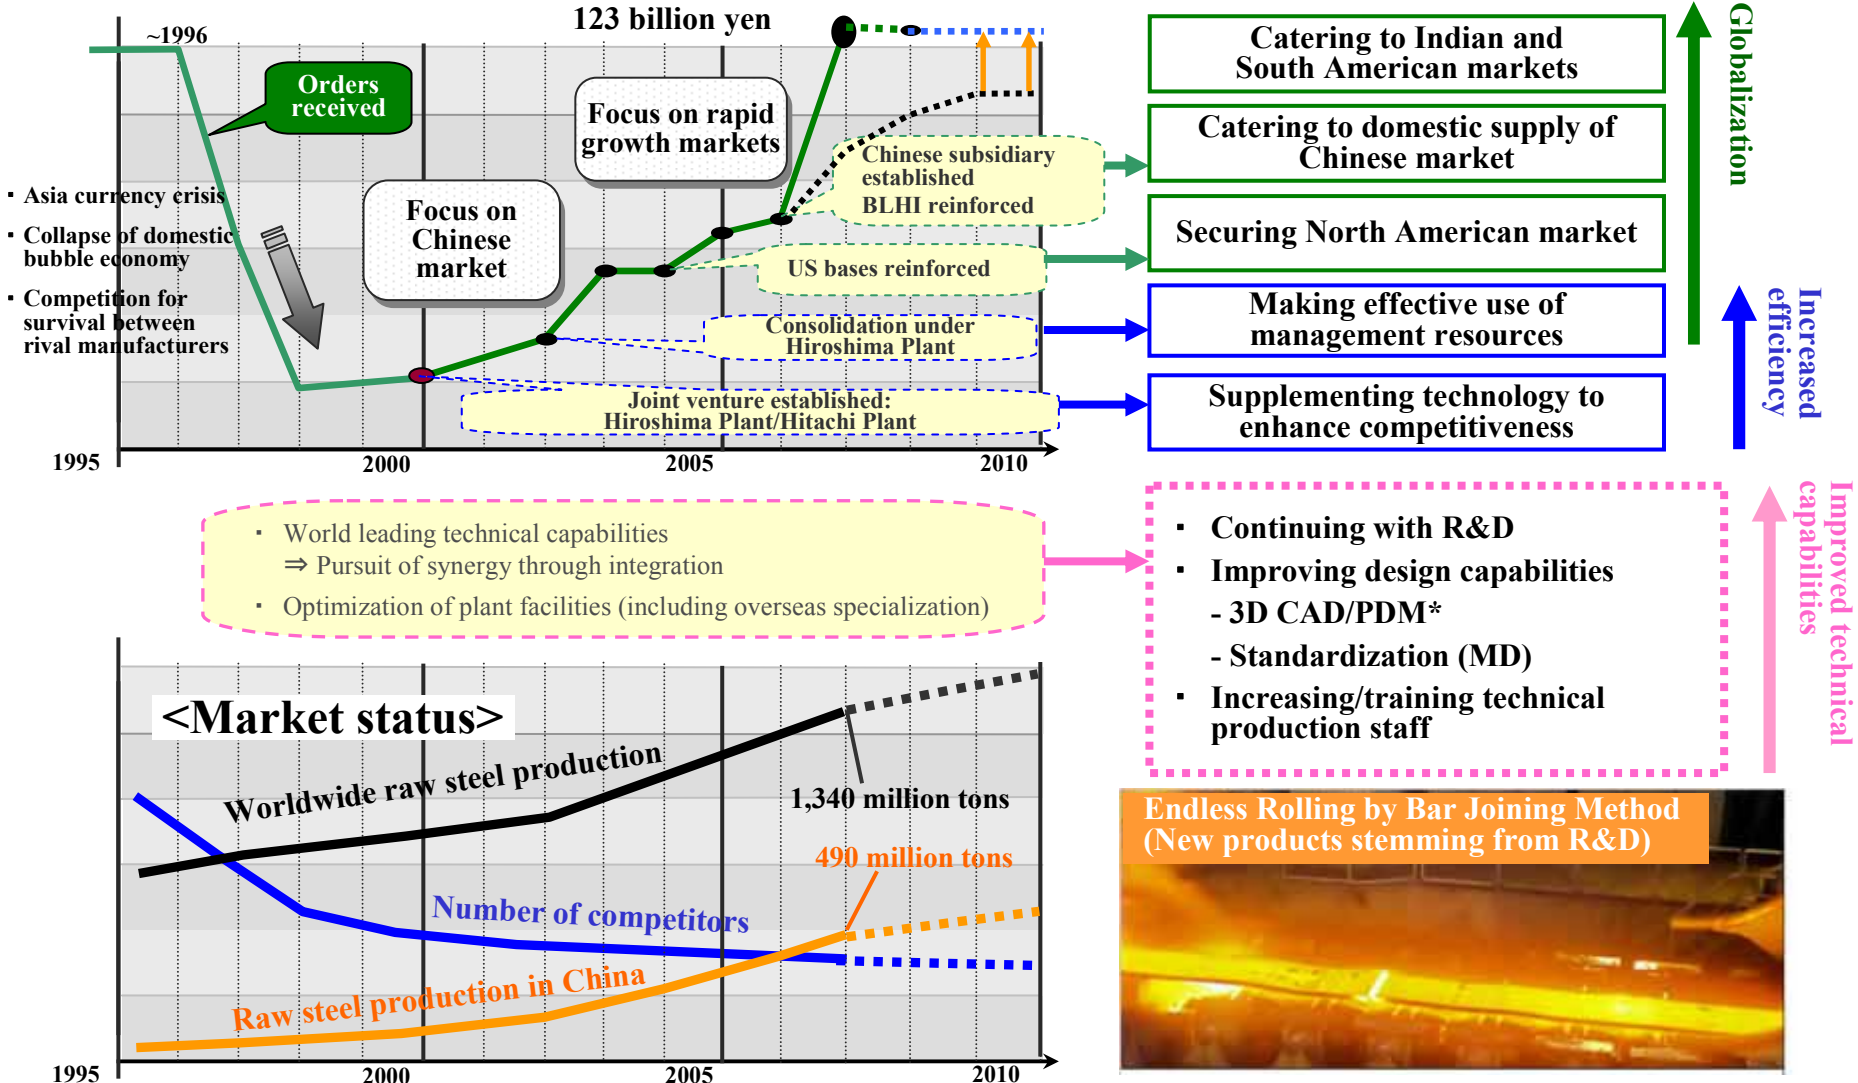 123 billion yen
~1996
Orders
received
Focus on rapid
growth markets
Focus on
Chinese
market
▪ Asia currency crisis
▪ Collapse of domestic
bubble economy
▪ Competition for
survival between
rival manufacturers
Chinese subsidiary
established
BLHI reinforced
US bases reinforced
Consolidation under
Hiroshima Plant
Joint venture established:
Hiroshima Plant/Hitachi Plant
1995
2000
2005
2010
Catering to Indian and
South American markets
Catering to domestic supply of
Chinese market
Securing North American market
Making effective use of
management resources
Supplementing technology to
enhance competitiveness
Globalization
Increased
efficiency
▪ World leading technical capabilities
⇒ Pursuit of synergy through integration
▪ Optimization of plant facilities (including overseas specialization)
▪ Continuing with R&D
▪ Improving design capabilities
- 3D CAD/PDM*
- Standardization (MD)
▪ Increasing/training technical
production staff
Improved technical
capabilities
<Market status>
Worldwide raw steel production
1,340 million tons
490 million tons
Number of competitors
Raw steel production in China
1995
2000
2005
2010
Endless Rolling by Bar Joining Method
(New products stemming from R&D)